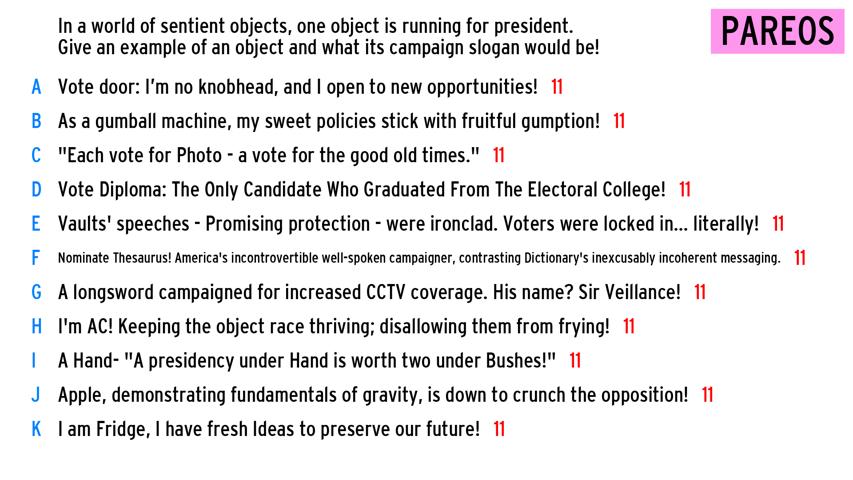 In a world of sentient objects, one object is running for president.
Give an example of an object and what its campaign slogan would be!
PAREOS
A Vote door: I'm no knobhead, and I open to new opportunities! 11
B As a gumball machine, my sweet policies stick with fruitful gumption! 11
C "Each vote for Photo - a vote for the good old times." 11
D Vote Diploma: The Only Candidate Who Graduated From The Electoral College! 11
E Vaults' speeches - Promising protection - were ironclad. Voters were locked in... literally! 11
F Nominate Thesaurus! America's incontrovertible well-spoken campaigner, contrasting Dictionary's inexcusably incoherent messaging. 11
G A longsword campaigned for increased CCTV coverage. His name? Sir Veillance! 11
H I'm AC! Keeping the object race thriving; disallowing them from frying! 11
I A Hand- "A presidency under Hand is worth two under Bushes!" 11
J Apple, demonstrating fundamentals of gravity, is down to crunch the opposition! 11
K I am Fridge, I have fresh Ideas to preserve our future! 11